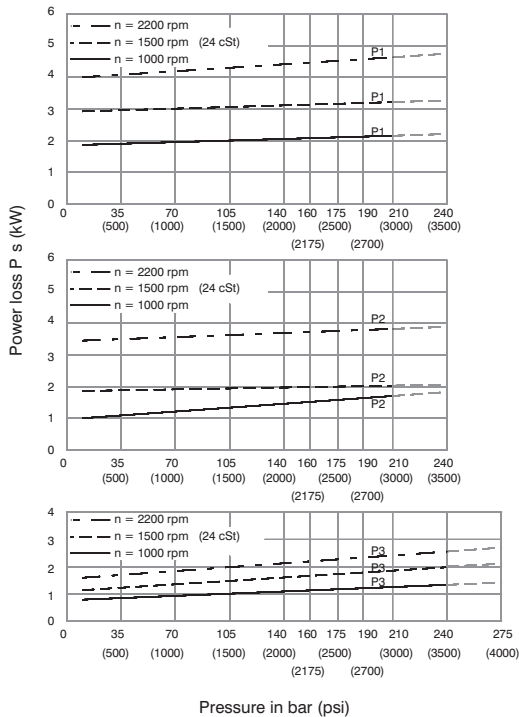 Power loss P s (kW)
6
5
4
3
2
1
0
n = 2200 rpm
n = 1500 rpm (24 cSt)
n = 1000 rpm
P1
P1
P1
0 35 70 105 140 160 175 190 210 240
(500) (1000) (1500) (2000) (2500) (3000) (3500)
(2175) (2700)
6
5
4
3
2
1
0
n = 2200 rpm
n = 1500 rpm (24 cSt)
n = 1000 rpm
P2
P2
P2
0 35 70 105 140 160 175 190 210 240
(500) (1000) (1500) (2000) (2500) (3000) (3500)
(2175) (2700)
4
3
2
1
0
n = 2200 rpm
n = 1500 rpm (24 cSt)
n = 1000 rpm
P3
P3
P3
0 35 70 105 140 160 175 190 210 240 275
(500) (1000) (1500) (2000) (2500) (3000) (3500) (4000)
(2175) (2700)
Pressure in bar (psi)